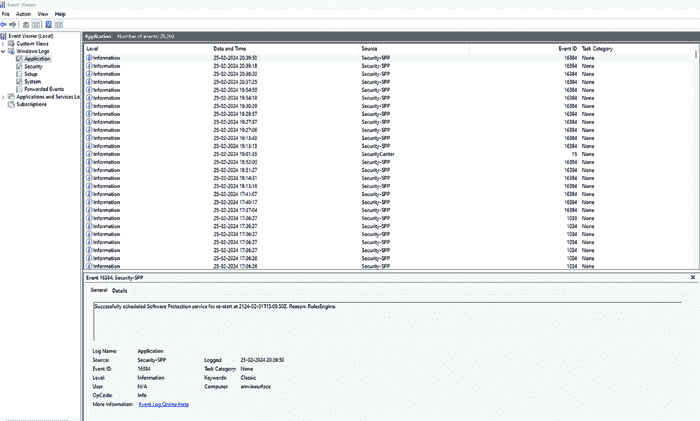 Event Viewer
File Action View Help
Event Viewer (Local)
Custom Views
Windows Logs
Application
Security
Setup
System
Forwarded Events
Applications and Services Lo
Subscriptions
Application Number of events: 29,269
Level Date and Time Source Event ID Task Category
Information 25-02-2024 20:39:50 Security-SPP 16384 None
Information 25-02-2024 20:39:18 Security-SPP 16394 None
Information 25-02-2024 Security-SPP 16384 None
Information 25-02-2024 20:37:25 Security-SPP 16394 None
Information 25-02-2024 19:54:50 Security-SPP 16384 None
Information 25-02-2024 19:54:18 Security-SPP 16394 None
Information 25-02-2024 19:30:29 Security-SPP 16384 None
Information 25-02-2024 19:29:57 Security-SPP 16394 None
Information 25-02-2024 19:27:37 Security-SPP 16384 None
Information 25-02-2024 19:27:06 Security-SPP 16394 None
Information 25-02-2024 Security-SPP 16384 None
Information 25-02-2024 19:13:13 Security-SPP 16394 None
Information 25-02-2024 19:01:35 SecurityCenter 15 None
Information 25-02-2024 18:52:00 Security-SPP 16384 None
Information 25-02-2024 18:51:27 Security-SPP 16394 None
Information 25-02-2024 Security-SPP 16384 None
Information 25-02-2024 18:13:16 Security-SPP 16394 None
Information 25-02-2024 17:41:07 Security-SPP 16384 None
Information 25-02-2024 17:40:17 Security-SPP 16394 None
Information 25-02-2024 17:37:04 Security-SPP 16384 None
Information 25-02-2024 17:36:27 Security-SPP 1033 None
Information 25-02-2024 17:36:27 Security-SPP 1034 None
Information 25-02-2024 17:36:27 Security-SPP 1034 None
Information 25-02-2024 17:36:27 Security-SPP 1034 None
Information 25-02-2024 17:36:27 Security-SPP 1034 None
Information 25-02-2024 17:36:26 Security-SPP 1034 None
Information 25-02-2024 17:36:26 Security-SPP 1034 None
Event 16384, Security-SPP
General Details
Successfully scheduled Software Protection service for re-start at 2124-02-01T15:09:50Z. Reason: RulesEngine.
Log Name: Application
Source: Security-SPP Logged: 25-02-2024 20:39:50
Event ID: 16384 Task Category: None
Level: Information Keywords: Classic
User: N/A Computer:
OpCode: Info
More Information: Event Log Online Help